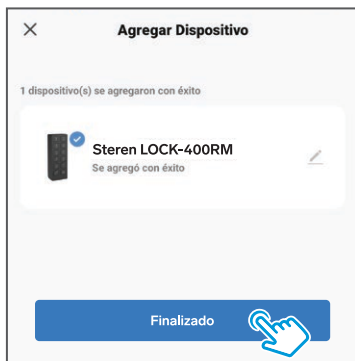 Agregar Dispositivo
1 dispositivo(s) se agregaron con éxito
Steren LOCK-400RM
Se agregó con éxito
Finalizado